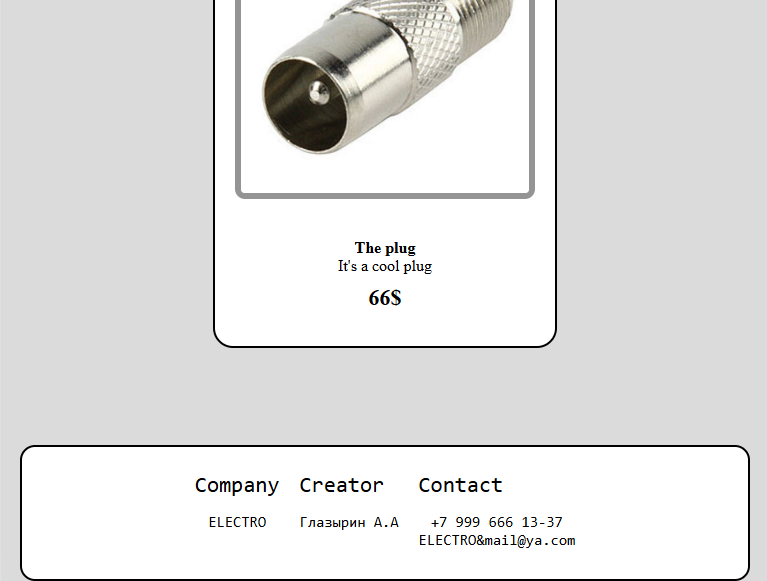 The plug
It's a cool plug
66$
Company Creator Contact
ELECTRO Глазырин А.А +7 999 666 13-37
ELECTRO&mail@ya.com